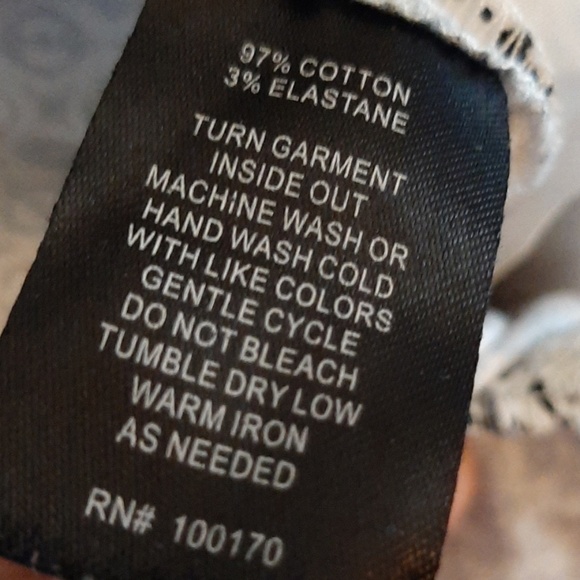 97% COTTON
3% ELASTANE
TURN GARMENT
INSIDE OUT
MACHINE WASH OR
HAND WASH COLD
WITH LIKE COLORS
GENTLE CYCLE
DO NOT BLEACH
TUMBLE DRY LOW
WARM IRON
AS NEEDED
RN# 100170